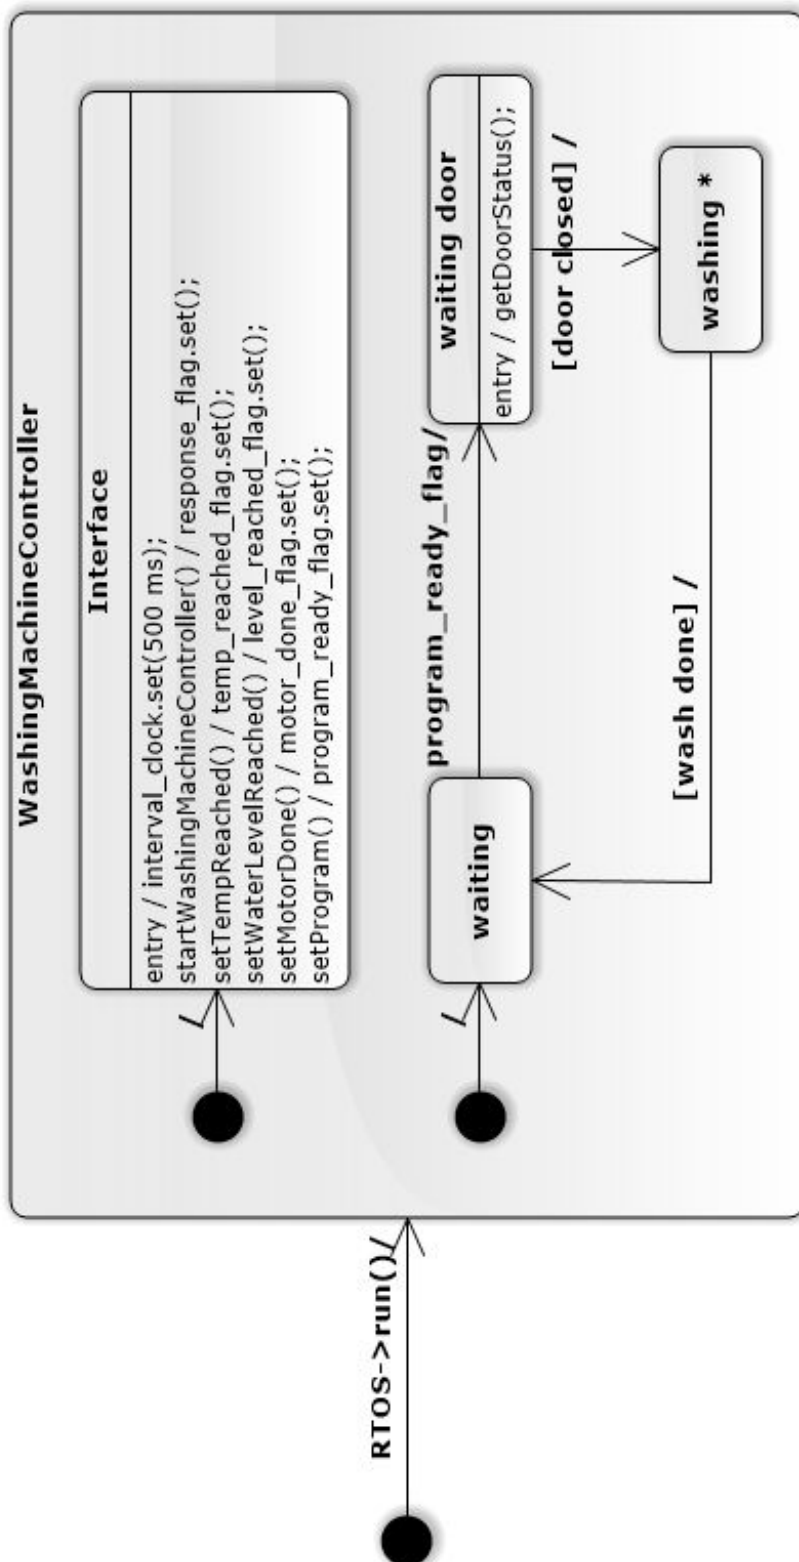 WashingMachineController
Interface
entry / interval_clock.set(500 ms);
startWashingMachineController() / response_flag.set();
setTempReached() / temp_reached_flag.set();
setWaterLevelReached() / level_reached_flag.set();
setMotorDone() / motor_done_flag.set();
setProgram() / program_ready_flag.set();
/
RTOS->run()/
/
waiting
program_ready_flag/
waiting door
entry / getDoorStatus();
[door closed] /
[wash done] /
washing *